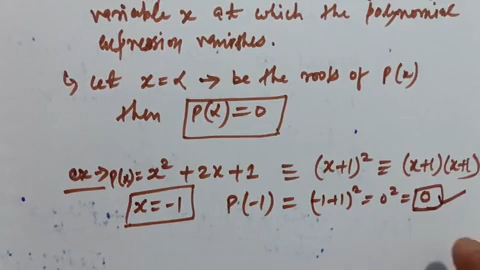 variable x at which the polynomial
expression vanishes.
↳ Let x=α → be the roots of P(x)
then P(α)=0
ex→ P(x)=x² + 2x + 1 ≡ (x+1)² ≡ (x+1)(x+1)
x=-1 P(-1) = (-1+1)² = 0² = 0 ✓